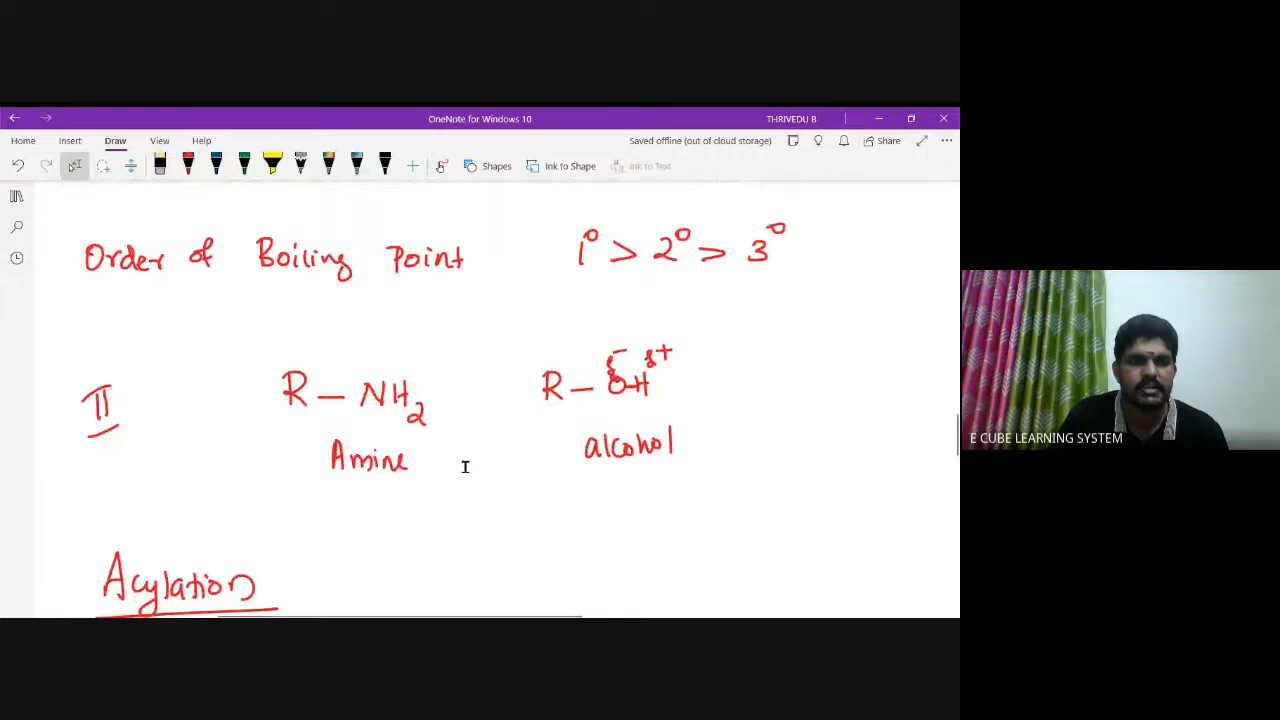 OneNote for Windows 10
THRIVEDU B
Home Insert Draw View Help
Saved offline (out of cloud storage)
Share
Shapes
Ink to Shape
Ink to Text
Order of Boiling Point 1° > 2° > 3°
II R – NH₂ R – O–H δ- δ+
Amine alcohol
Acylation
E CUBE LEARNING SYSTEM